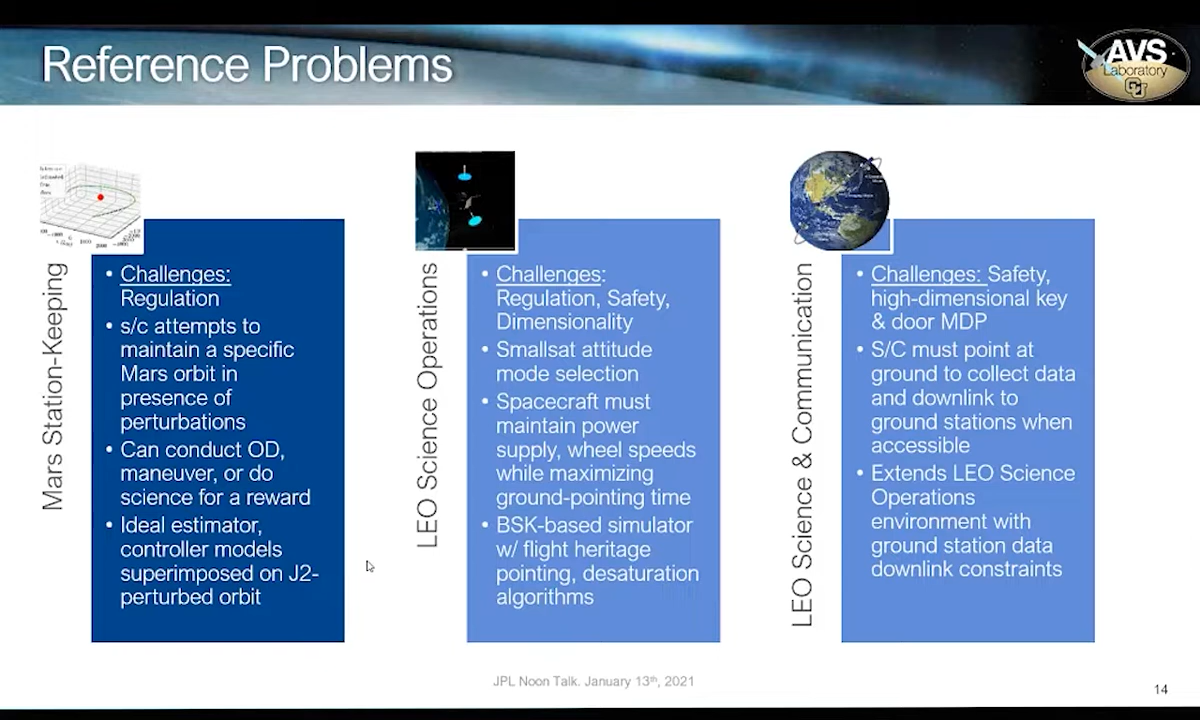 Reference Problems
AVS
Laboratory
CU
Mars Station-Keeping
• Challenges:
Regulation
• s/c attempts to
maintain a specific
Mars orbit in
presence of
perturbations
• Can conduct OD,
maneuver, or do
science for a reward
• Ideal estimator,
controller models
superimposed on J2-
perturbed orbit
LEO Science Operations
• Challenges:
Regulation, Safety,
Dimensionality
• Smallsat attitude
mode selection
• Spacecraft must
maintain power
supply, wheel speeds
while maximizing
ground-pointing time
• BSK-based simulator
w/ flight heritage
pointing, desaturation
algorithms
LEO Science & Communication
• Challenges: Safety,
high-dimensional key
& door MDP
• S/C must point at
ground to collect data
and downlink to
ground stations when
accessible
• Extends LEO Science
Operations
environment with
ground station data
downlink constraints
JPL Noon Talk. January 13th, 2021
14